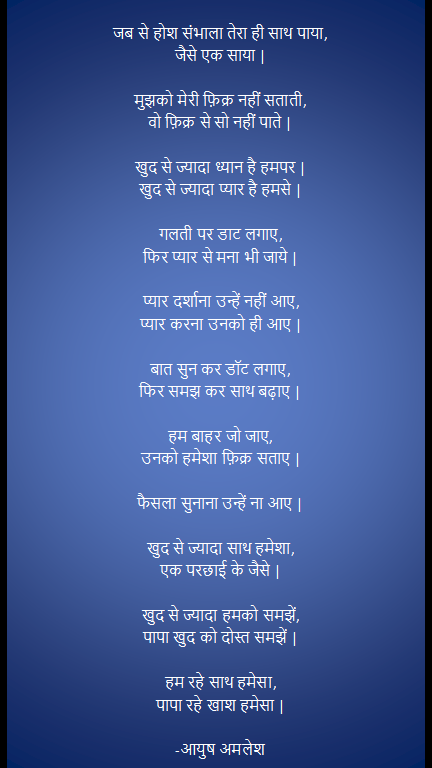 जब से होश संभाला तेरा ही साथ पाया,
जैसे एक साया |
मुझको मेरी फ़िक्र नहीं सताती,
वो फ़िक्र से सो नहीं पाते |
खुद से ज्यादा ध्यान है हमपर |
खुद से ज्यादा प्यार है हमसे |
गलती पर डाट लगाए,
फिर प्यार से मना भी जाये |
प्यार दर्शाना उन्हें नहीं आए,
प्यार करना उनको ही आए |
बात सुन कर डॉट लगाए,
फिर समझ कर साथ बढ़ाए |
हम बाहर जो जाए,
उनको हमेशा फ़िक्र सताए |
फैसला सुनाना उन्हें ना आए |
खुद से ज्यादा साथ हमेशा,
एक परछाई के जैसे |
खुद से ज्यादा हमको समझें,
पापा खुद को दोस्त समझें |
हम रहे साथ हमेसा,
पापा रहे खाश हमेसा |
-आयुष अमलेश